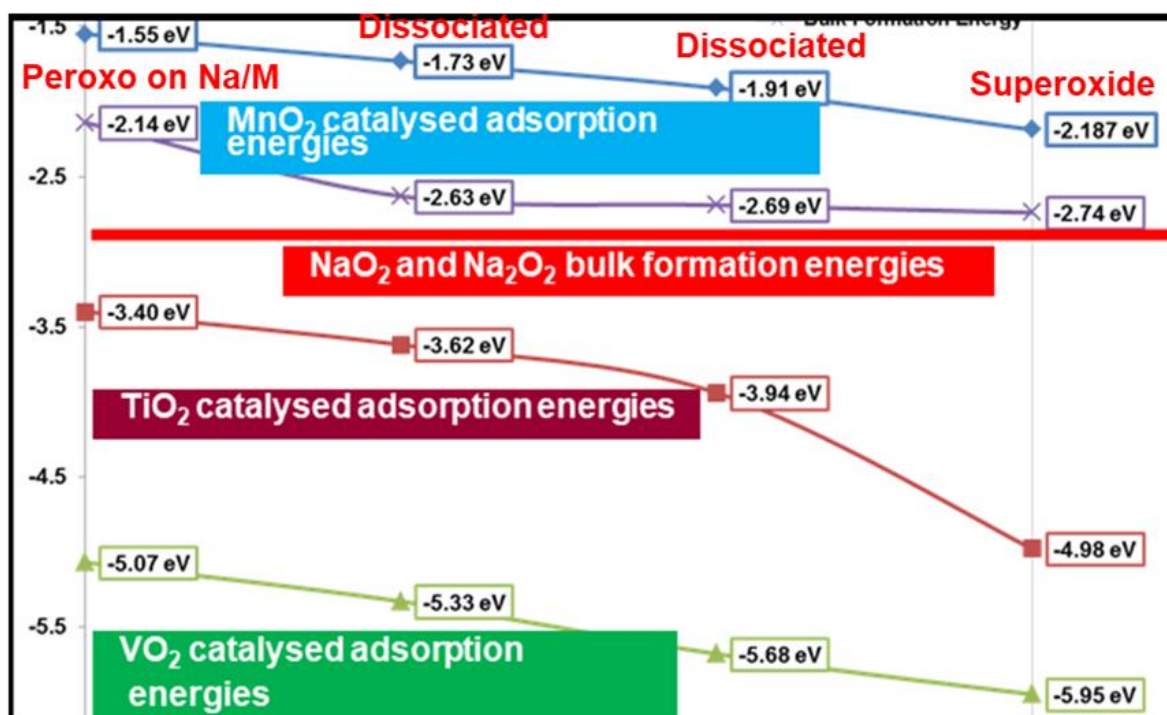 -1.5
Bulk Formation Energy
-1.55 eV
Dissociated
-1.73 eV
Dissociated
-1.91 eV
Superoxide
-2.187 eV
Peroxo on Na/M
-2.14 eV
MnO₂ catalysed adsorption
energies
-2.5
-2.63 eV
-2.69 eV
-2.74 eV
NaO₂ and Na₂O₂ bulk formation energies
-3.5
-3.40 eV
-3.62 eV
-3.94 eV
TiO₂ catalysed adsorption energies
-4.5
-4.98 eV
-5.07 eV
-5.33 eV
-5.5
-5.68 eV
-5.95 eV
VO₂ catalysed adsorption
energies